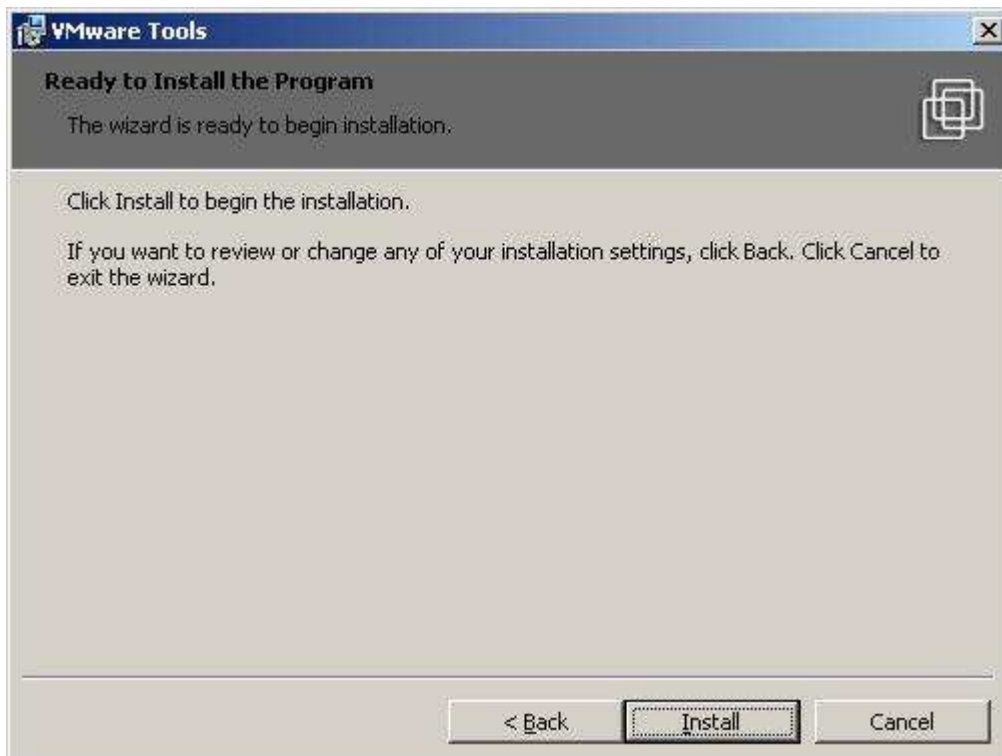 VMware Tools
Ready to Install the Program
The wizard is ready to begin installation.
Click Install to begin the installation.
If you want to review or change any of your installation settings, click Back. Click Cancel to
exit the wizard.
< Back
Install
Cancel